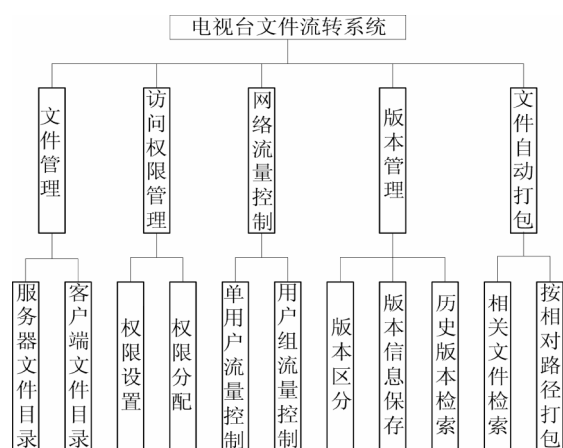 电视台文件流转系统
文件管理
访问权限管理
网络流量控制
版本管理
文件自动打包
服务器文件目录
客户端文件目录
权限设置
权限分配
单用户流量控制
用户组流量控制
版本区分
版本信息保存
历史版本检索
相关文件检索
按相对路径打包